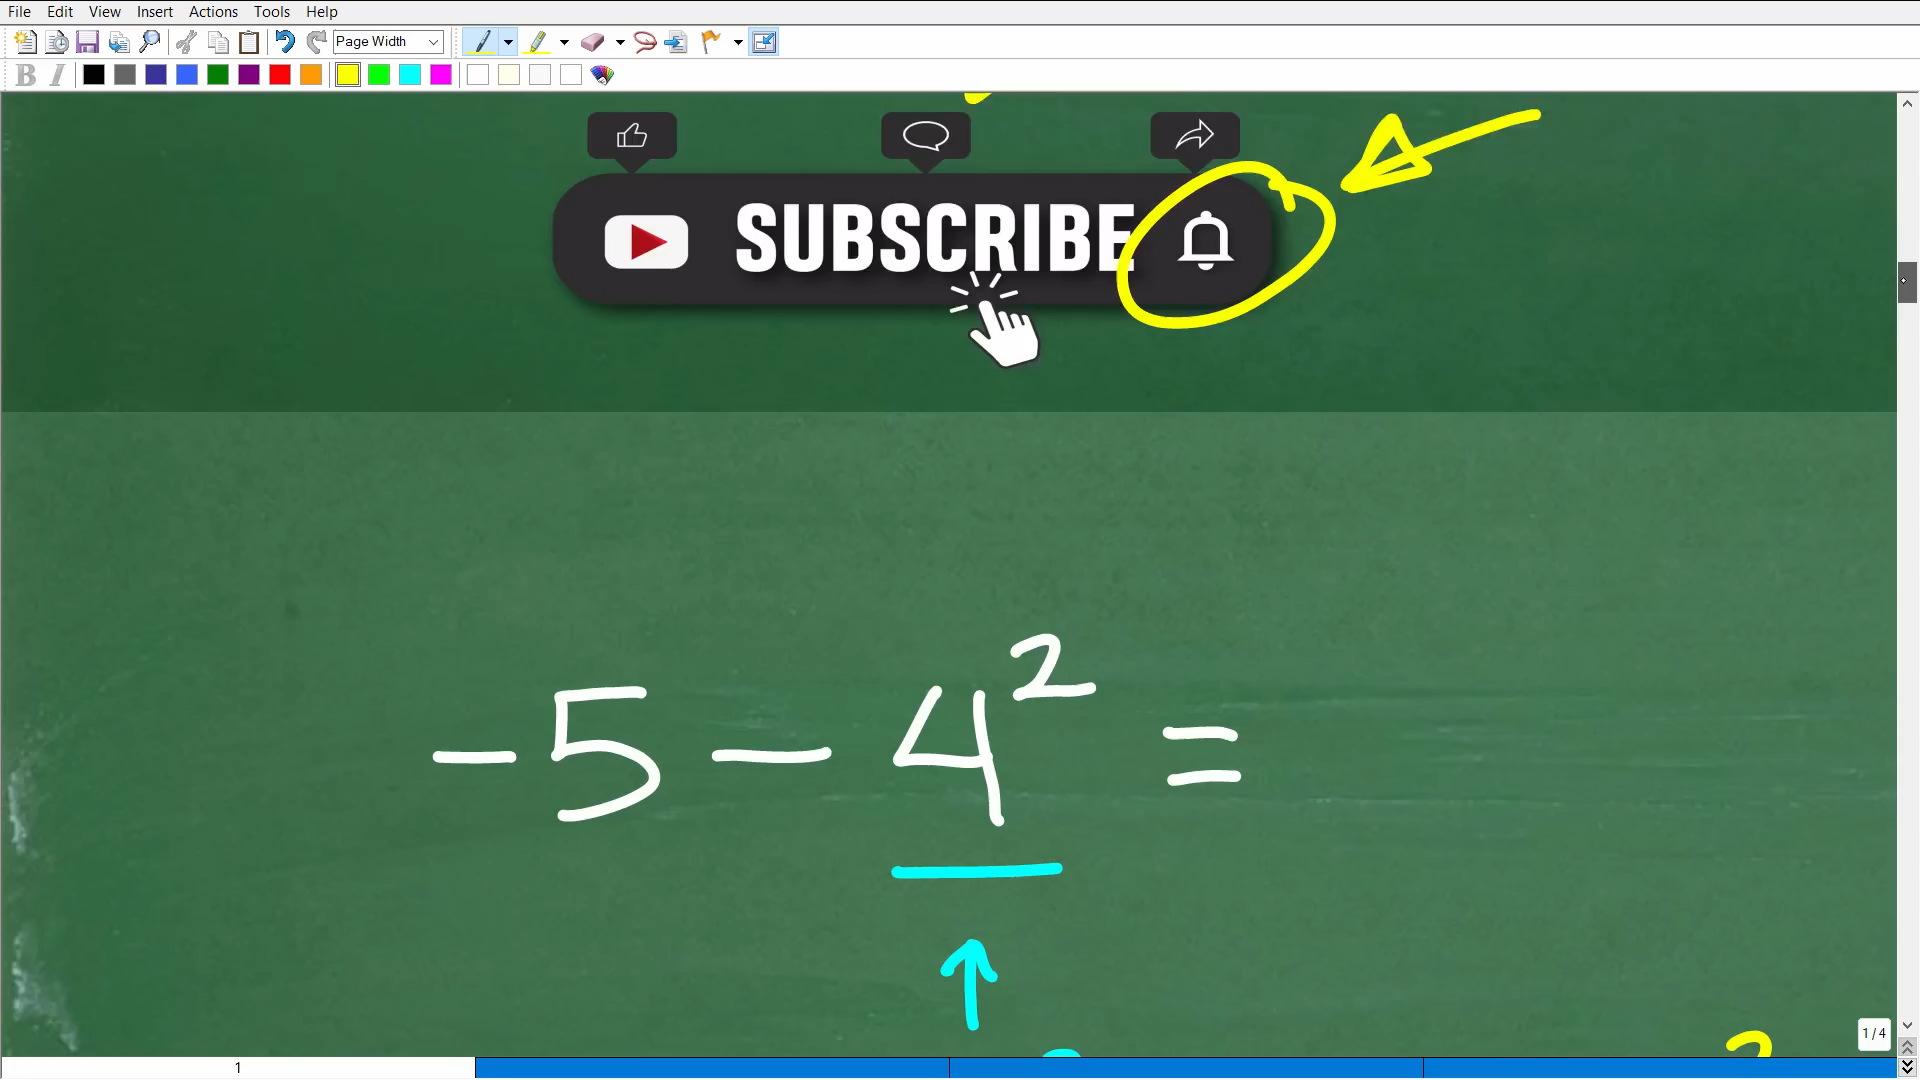 File Edit View Insert Actions Tools Help
Page Width
B I
SUBSCRIBE
-5 - 4² =
1 / 4
1